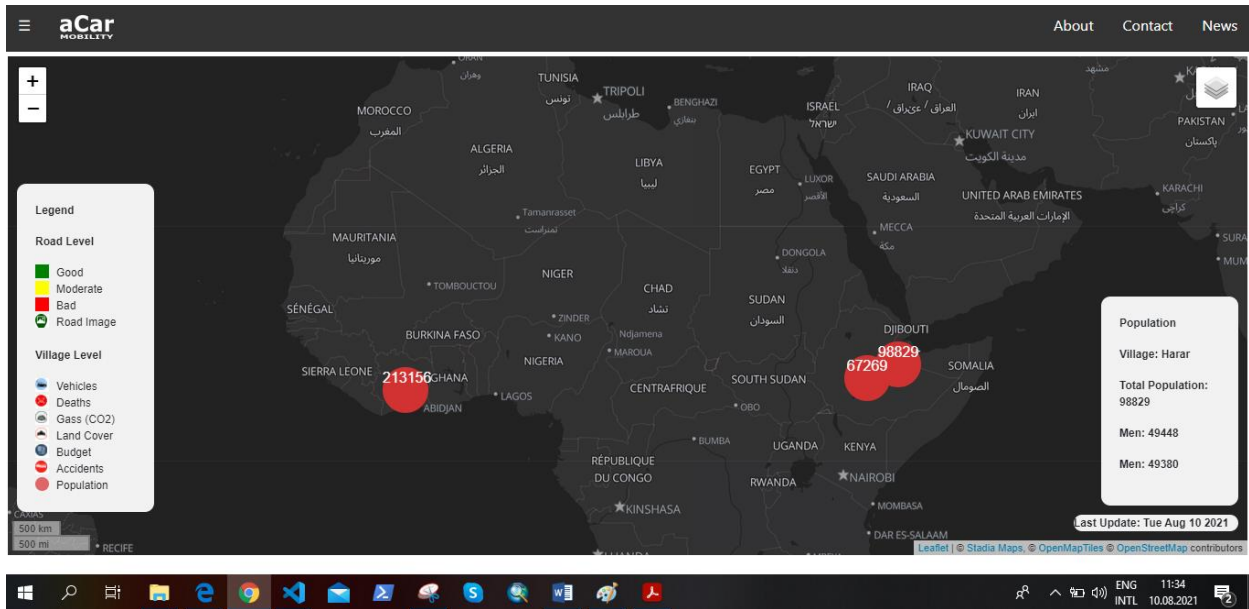 ☰ aCar
MOBILITY
About Contact News
+
−
ORAN
وهران
TUNISIA
تونس
TRIPOLI
طرابلس
BENGHAZI
بنغازي
MOROCCO
المغرب
ALGERIA
الجزائر
LIBYA
ليبيا
EGYPT
مصر
LUXOR
الأقصر
ISRAEL
ישראל
IRAQ
IRAN
ایران
مشهد
KUWAIT CITY
مدينة الكويت
PAKISTAN
پاکستان
SAUDI ARABIA
السعودية
UNITED ARAB EMIRATES
الإمارات العربية المتحدة
KARACHI
کراچی
MECCA
مكة
Tamanrasset
تمنراست
MAURITANIA
موريتانيا
DONGOLA
دنقلا
NIGER
TOMBOUCTOU
CHAD
تشاد
SUDAN
السودان
SÉNÉGAL
ZINDER
BURKINA FASO
KANO
Ndjamena
MAROUA
DJIBOUTI
NIGERIA
98829
67269
SOMALIA
الصومال
SIERRA LEONE
213156
GHANA
ABIDJAN
LAGOS
CENTRAFRIQUE
SOUTH SUDAN
OBO
BUMBA
UGANDA
KENYA
RÉPUBLIQUE
DU CONGO
RWANDA
NAIROBI
KINSHASA
MOMBASA
DAR ES-SALAAM
CAXIAS
RECIFE
Legend
Road Level
Good
Moderate
Bad
Road Image
Village Level
Vehicles
Deaths
Gass (CO2)
Land Cover
Budget
Accidents
Population
500 km
500 mi
Population
Village: Harar
Total Population:
98829
Men: 49448
Men: 49380
Last Update: Tue Aug 10 2021
Leaflet | © Stadia Maps, © OpenMapTiles © OpenStreetMap contributors
ENG 11:34
INTL 10.08.2021
2